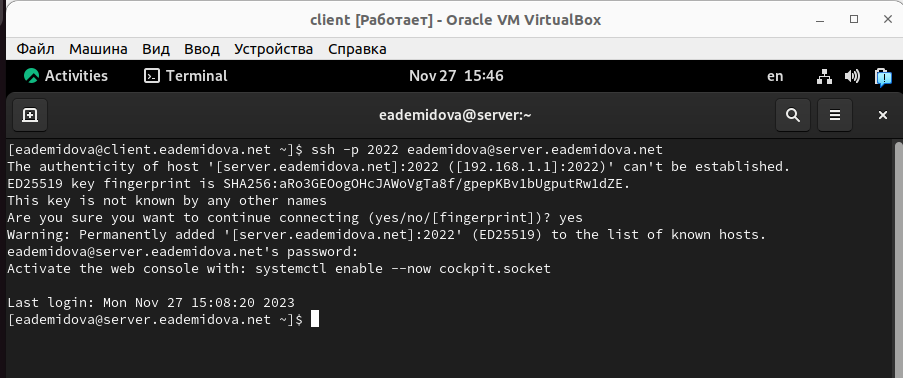 client [Работает] - Oracle VM VirtualBox
Файл Машина Вид Ввод Устройства Справка
Activities Terminal Nov 27 15:46 en
eademidova@server:~
[eademidova@client.eademidova.net ~]$ ssh -p 2022 eademidova@server.eademidova.net
The authenticity of host '[server.eademidova.net]:2022 ([192.168.1.1]:2022)' can't be established.
ED25519 key fingerprint is SHA256:aRo3GEOogOHcJAWoVgTa8f/gpepKBv1bUgputRw1dZE.
This key is not known by any other names
Are you sure you want to continue connecting (yes/no/[fingerprint])? yes
Warning: Permanently added '[server.eademidova.net]:2022' (ED25519) to the list of known hosts.
eademidova@server.eademidova.net's password:
Activate the web console with: systemctl enable --now cockpit.socket
Last login: Mon Nov 27 15:08:20 2023
[eademidova@server.eademidova.net ~]$